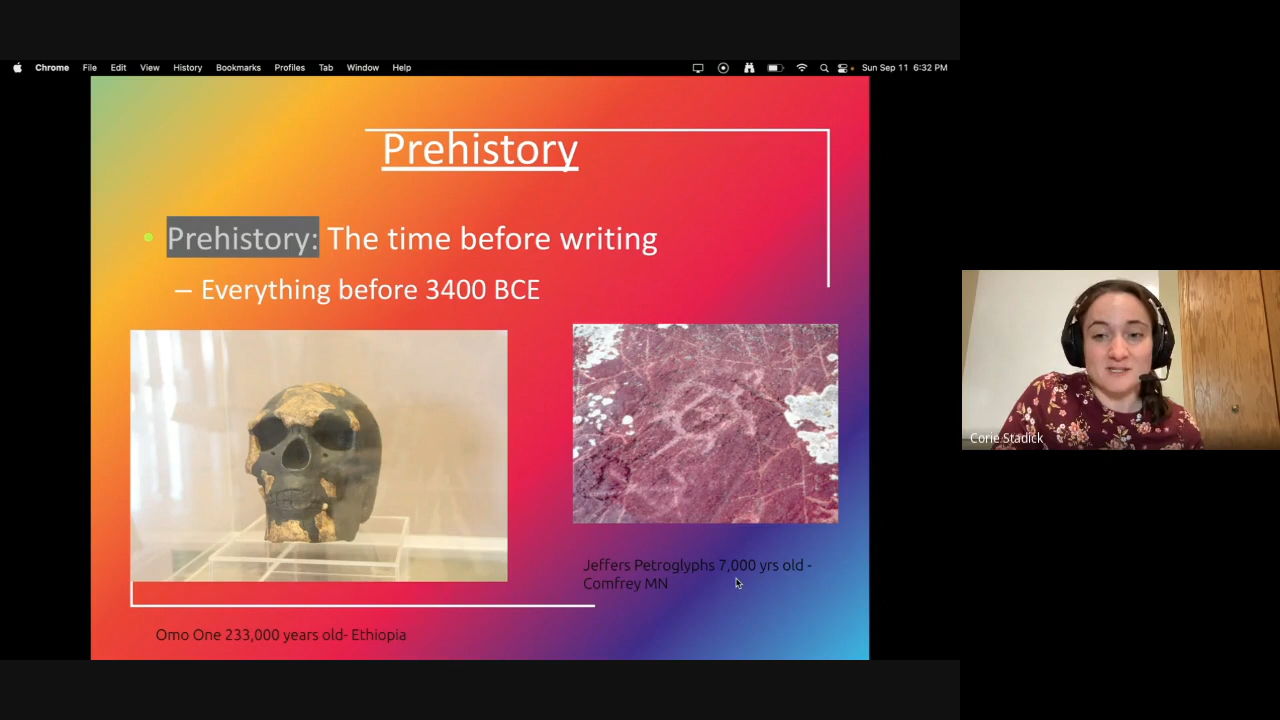 Chrome File Edit View History Bookmarks Profiles Tab Window Help Sun Sep 11 6:32 PM
Prehistory
• Prehistory: The time before writing
– Everything before 3400 BCE
Jeffers Petroglyphs 7,000 yrs old -
Comfrey MN
Omo One 233,000 years old- Ethiopia
Corie Stadick